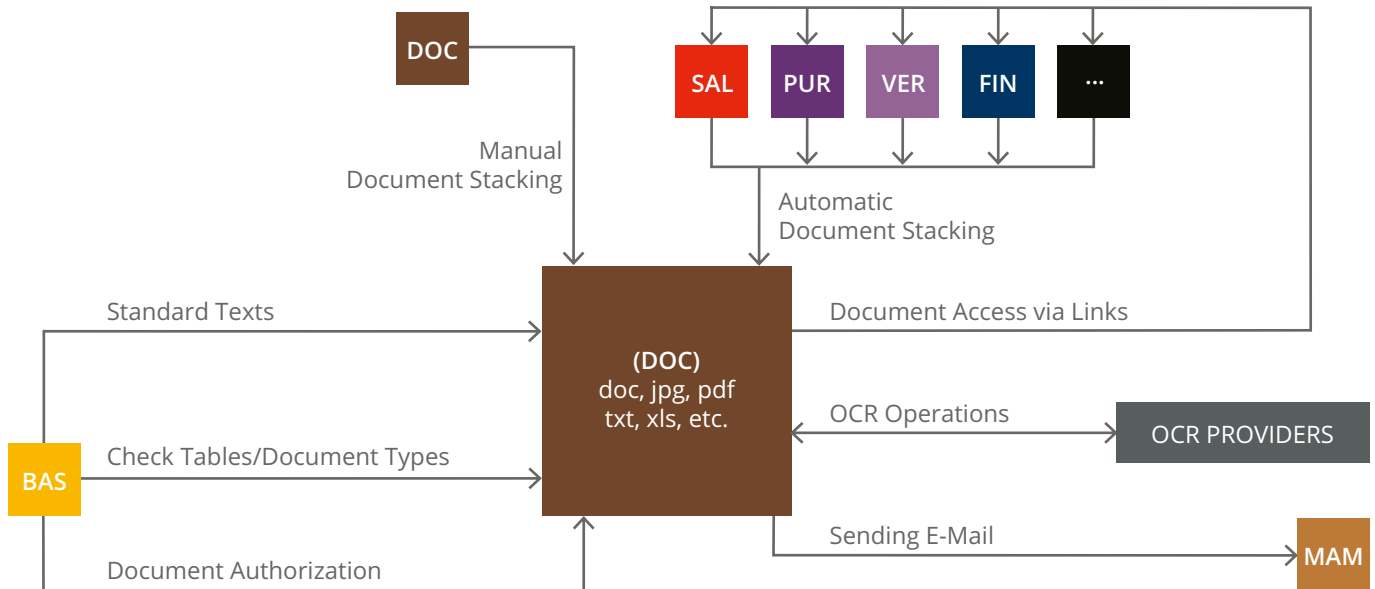 DOC
SAL
PUR
VER
FIN
...
Manual
Document Stacking
Automatic
Document Stacking
Standard Texts
Document Access via Links
(DOC)
doc, jpg, pdf
txt, xls, etc.
OCR Operations
OCR PROVIDERS
Check Tables/Document Types
BAS
Sending E-Mail
MAM
Document Authorization